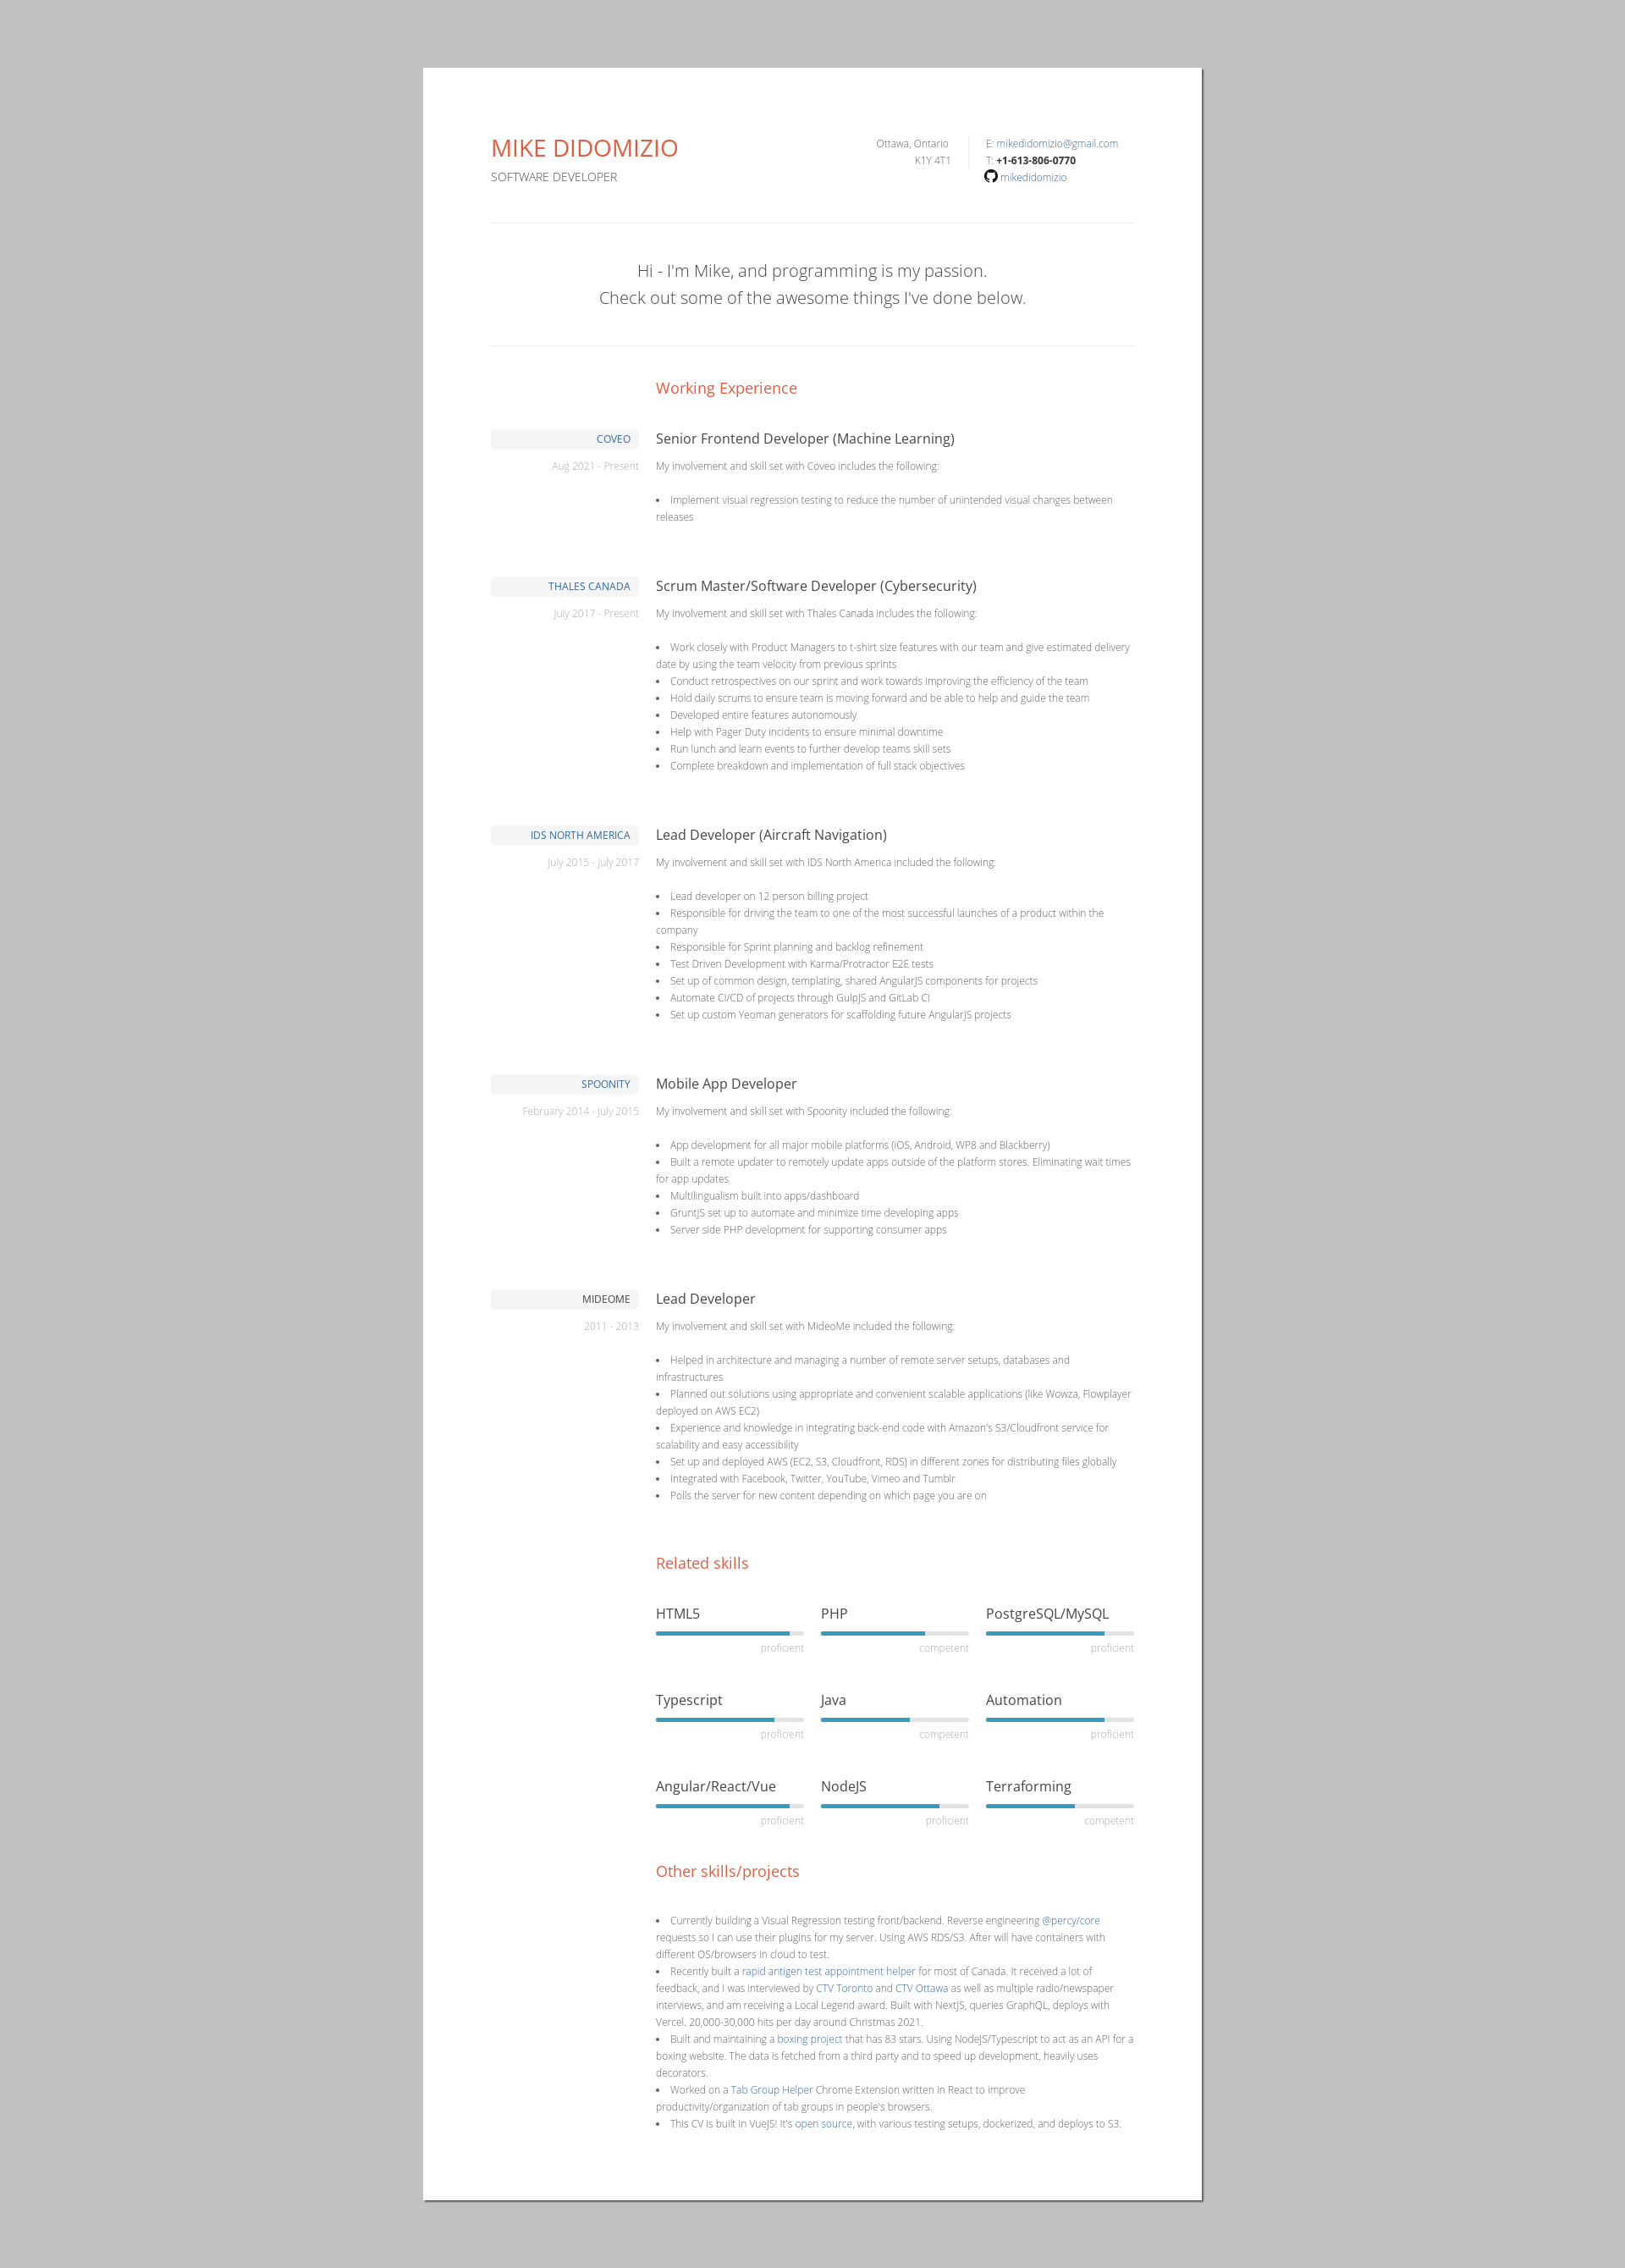 MIKE DIDOMIZIO
SOFTWARE DEVELOPER
Ottawa, Ontario
K1Y 4T1
E: mikedidomizio@gmail.com
T: +1-613-806-0770
mikedidomizio
Hi - I'm Mike, and programming is my passion.
Check out some of the awesome things I've done below.
Working Experience
COVEO
Aug 2021 - Present
Senior Frontend Developer (Machine Learning)
My involvement and skill set with Coveo includes the following:
• Implement visual regression testing to reduce the number of unintended visual changes between
releases
THALES CANADA
July 2017 - Present
Scrum Master/Software Developer (Cybersecurity)
My involvement and skill set with Thales Canada includes the following:
• Work closely with Product Managers to t-shirt size features with our team and give estimated delivery
date by using the team velocity from previous sprints
• Conduct retrospectives on our sprint and work towards improving the efficiency of the team
• Hold daily scrums to ensure team is moving forward and be able to help and guide the team
• Developed entire features autonomously
• Help with Pager Duty incidents to ensure minimal downtime
• Run lunch and learn events to further develop teams skill sets
• Complete breakdown and implementation of full stack objectives
IDS NORTH AMERICA
July 2015 - July 2017
Lead Developer (Aircraft Navigation)
My involvement and skill set with IDS North America included the following:
• Lead developer on 12 person billing project
• Responsible for driving the team to one of the most successful launches of a product within the
company
• Responsible for Sprint planning and backlog refinement
• Test Driven Development with Karma/Protractor E2E tests
• Set up of common design, templating, shared AngularJS components for projects
• Automate CI/CD of projects through GulpJS and GitLab CI
• Set up custom Yeoman generators for scaffolding future AngularJS projects
SPOONITY
February 2014 - July 2015
Mobile App Developer
My involvement and skill set with Spoonity included the following:
• App development for all major mobile platforms (iOS, Android, WP8 and Blackberry)
• Built a remote updater to remotely update apps outside of the platform stores. Eliminating wait times
for app updates
• Multilingualism built into apps/dashboard
• GruntJS set up to automate and minimize time developing apps
• Server side PHP development for supporting consumer apps
MIDEOME
2011 - 2013
Lead Developer
My involvement and skill set with MideoMe included the following:
• Helped in architecture and managing a number of remote server setups, databases and
infrastructures
• Planned out solutions using appropriate and convenient scalable applications (like Wowza, Flowplayer
deployed on AWS EC2)
• Experience and knowledge in integrating back-end code with Amazon's S3/Cloudfront service for
scalability and easy accessibility
• Set up and deployed AWS (EC2, S3, Cloudfront, RDS) in different zones for distributing files globally
• Integrated with Facebook, Twitter, YouTube, Vimeo and Tumblr
• Polls the server for new content depending on which page you are on
Related skills
HTML5 PHP PostgreSQL/MySQL
proficient competent proficient
Typescript Java Automation
proficient competent proficient
Angular/React/Vue NodeJS Terraforming
proficient proficient competent
Other skills/projects
• Currently building a Visual Regression testing front/backend. Reverse engineering @percy/core
requests so I can use their plugins for my server. Using AWS RDS/S3. After will have containers with
different OS/browsers in cloud to test.
• Recently built a rapid antigen test appointment helper for most of Canada. It received a lot of
feedback, and I was interviewed by CTV Toronto and CTV Ottawa as well as multiple radio/newspaper
interviews, and am receiving a Local Legend award. Built with NextJS, queries GraphQL, deploys with
Vercel. 20,000-30,000 hits per day around Christmas 2021.
• Built and maintaining a boxing project that has 83 stars. Using NodeJS/Typescript to act as an API for a
boxing website. The data is fetched from a third party and to speed up development, heavily uses
decorators.
• Worked on a Tab Group Helper Chrome Extension written in React to improve
productivity/organization of tab groups in people's browsers.
• This CV is built in VueJS! It's open source, with various testing setups, dockerized, and deploys to S3.